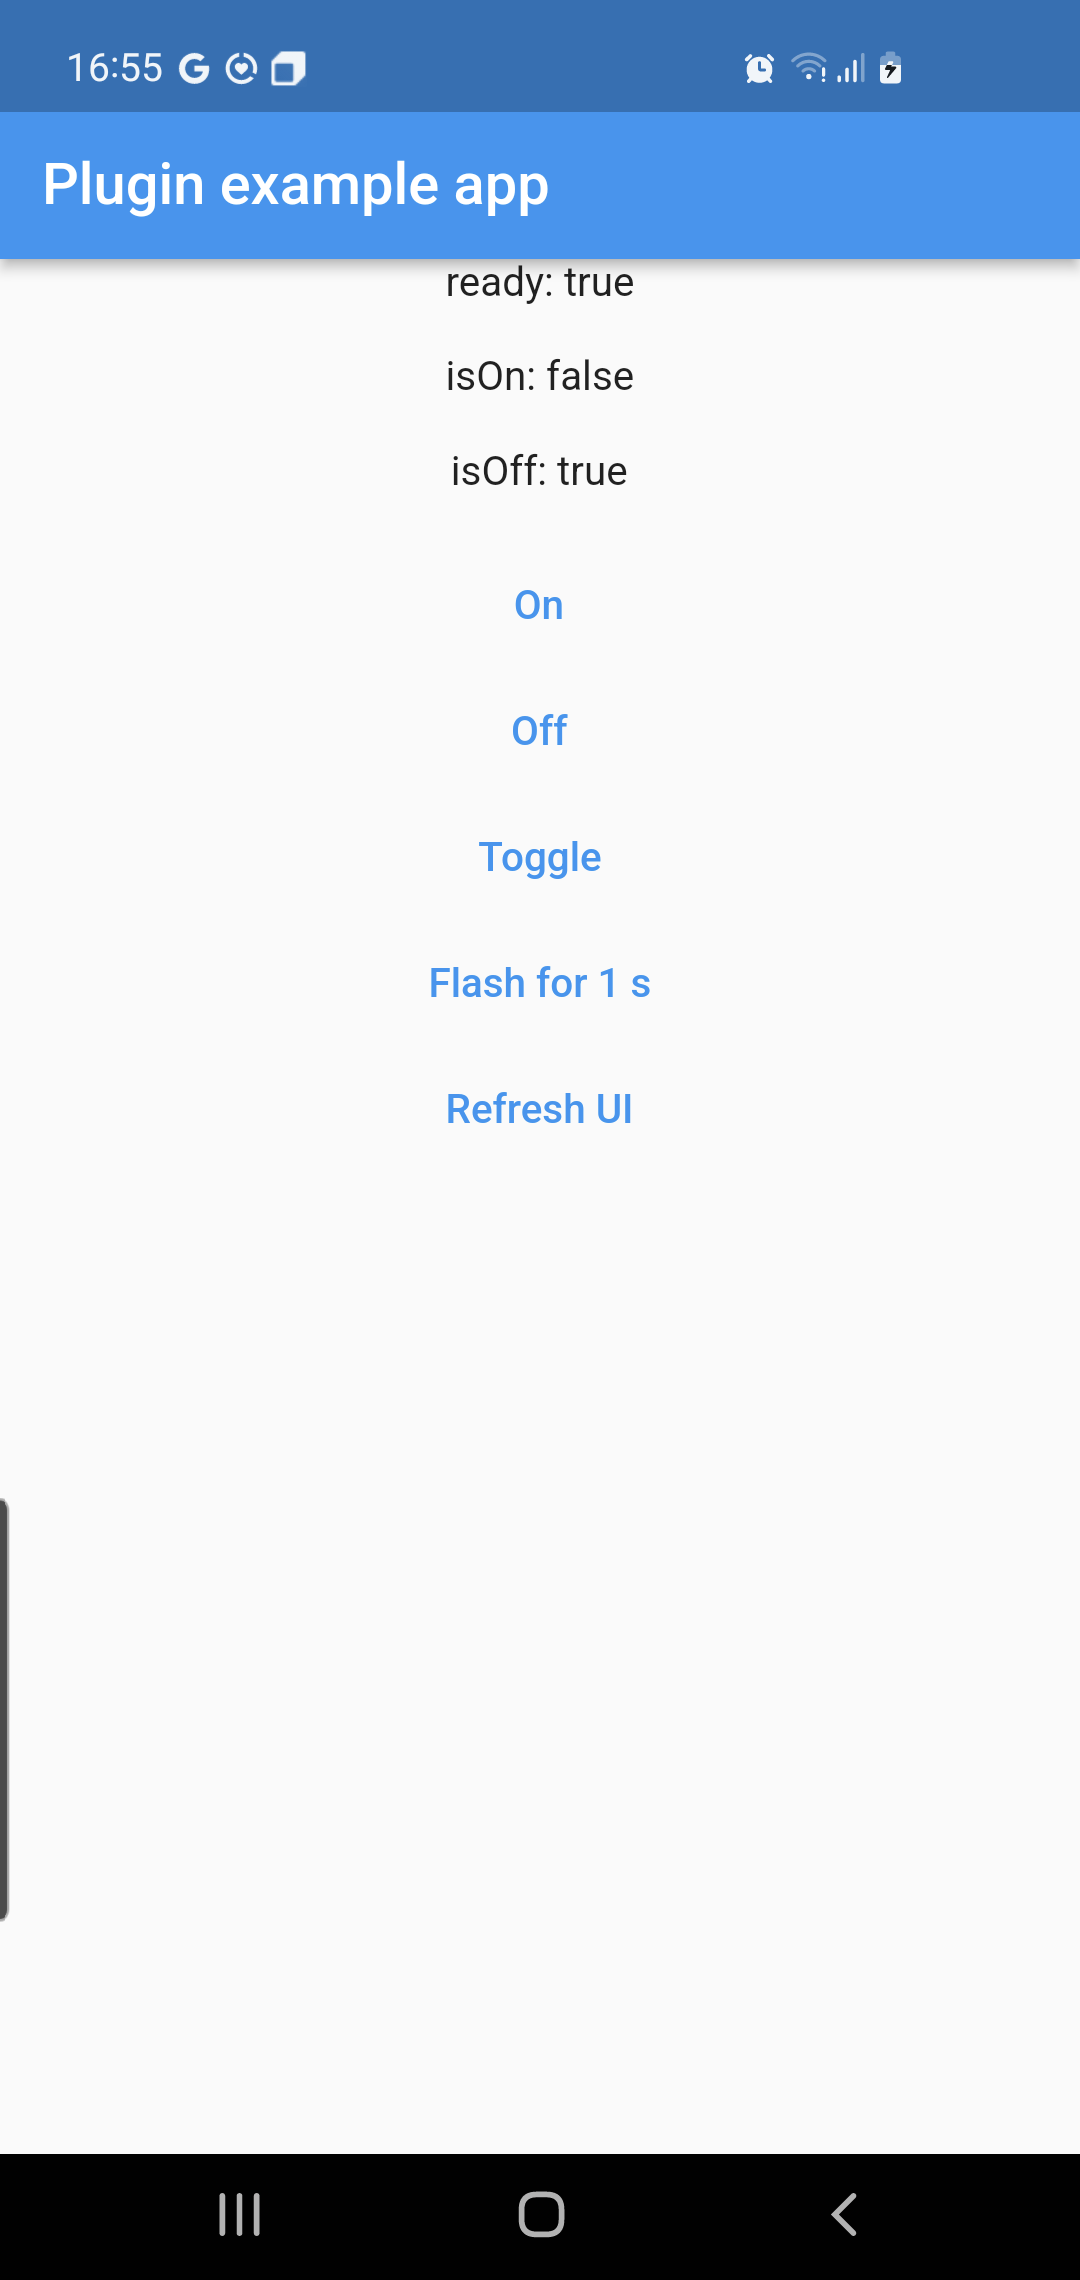 16:55
Plugin example app
ready: true
isOn: false
isOff: true
On
Off
Toggle
Flash for 1 s
Refresh UI